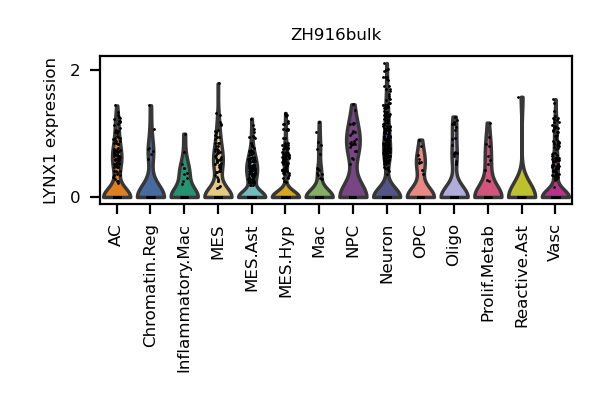 ZH916bulk
LYNX1 expression
2
0
AC
Chromatin.Reg
Inflammatory.Mac
MES
MES.Ast
MES.Hyp
Mac
NPC
Neuron
OPC
Oligo
Prolif.Metab
Reactive.Ast
Vasc